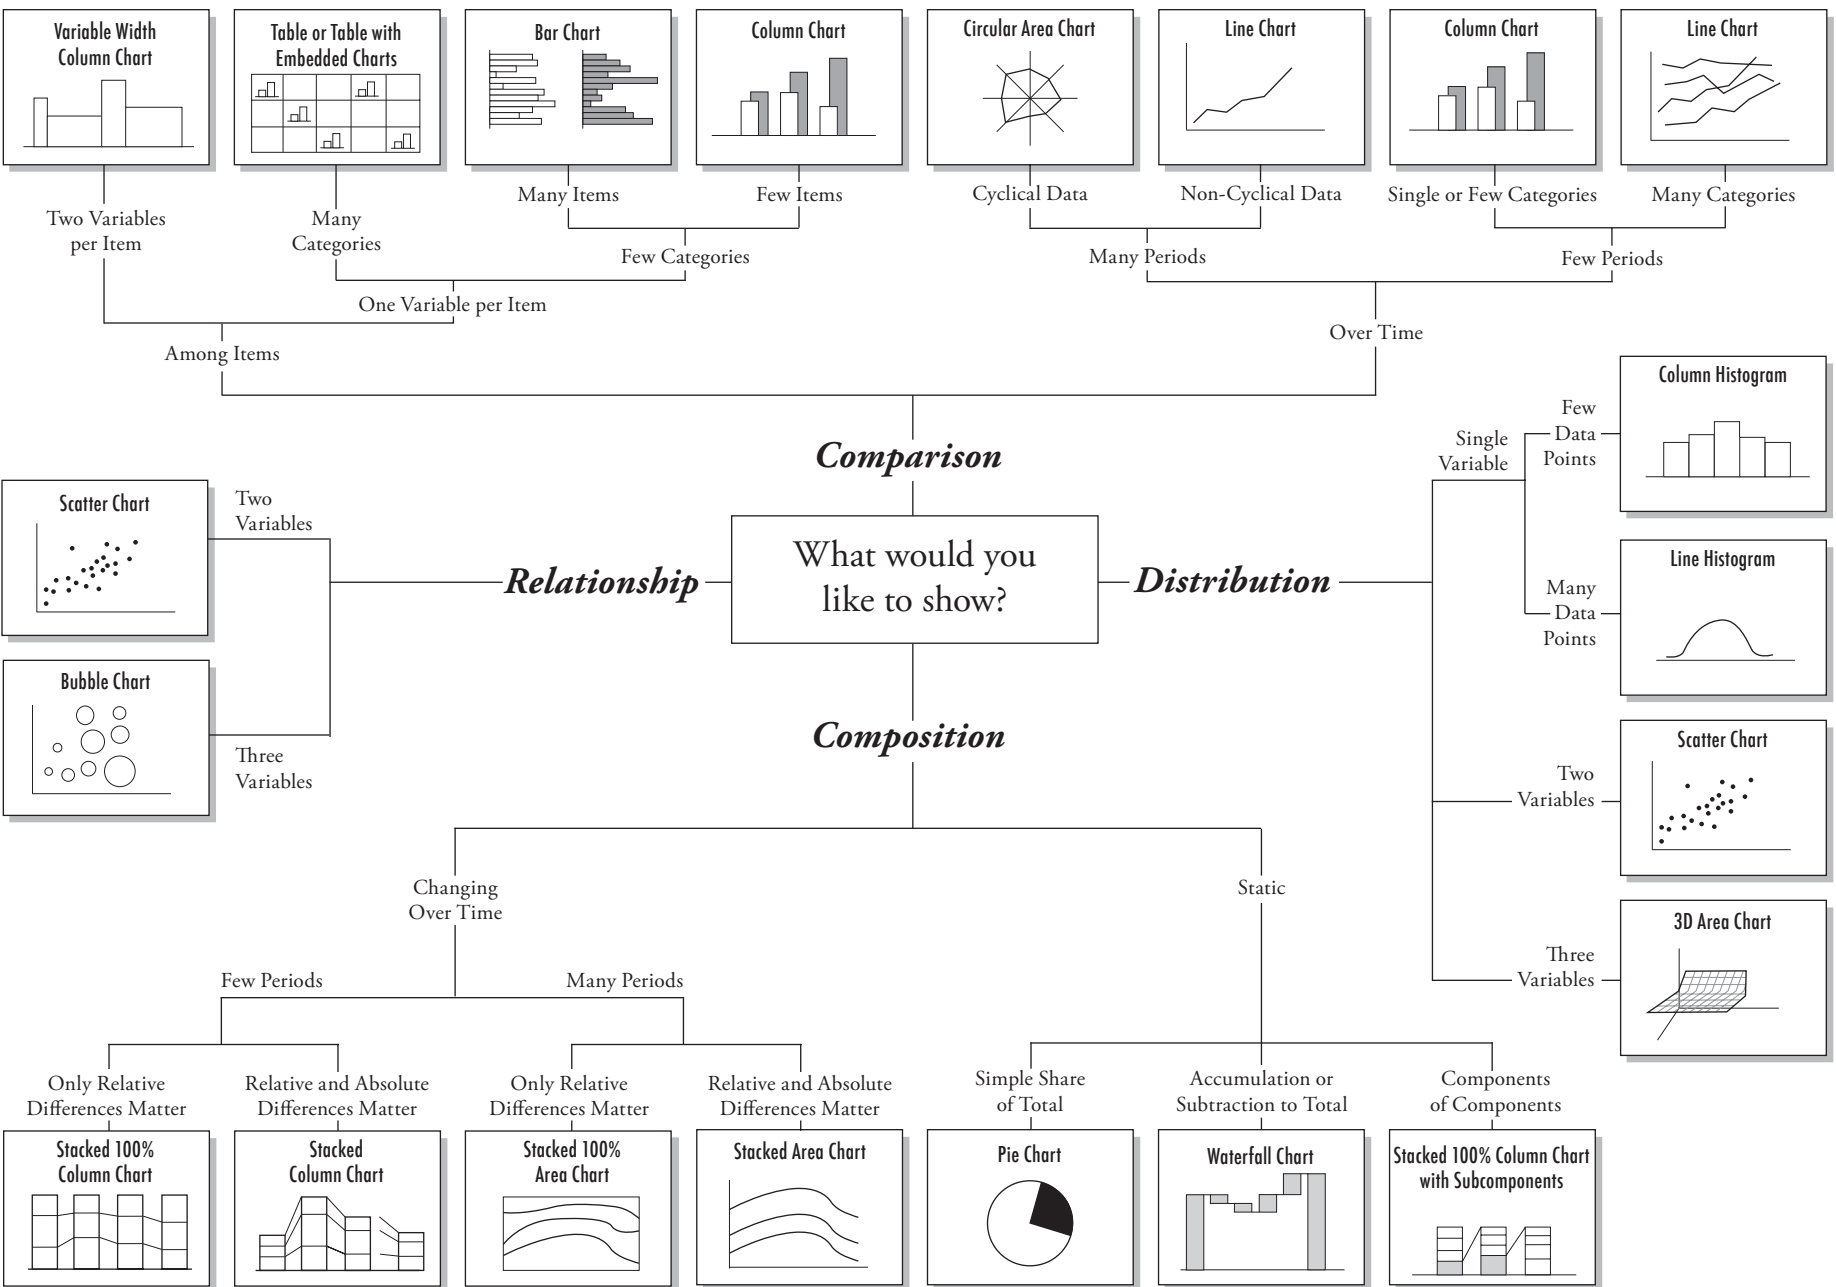 Variable Width
Column Chart
Table or Table with
Embedded Charts
Bar Chart
Column Chart
Circular Area Chart
Line Chart
Column Chart
Line Chart
Two Variables
per Item
Many
Categories
Many Items
Few Items
Cyclical Data
Non-Cyclical Data
Single or Few Categories
Many Categories
Few Categories
Many Periods
Few Periods
One Variable per Item
Among Items
Over Time
Comparison
What would you
like to show?
Relationship
Two
Variables
Scatter Chart
Three
Variables
Bubble Chart
Distribution
Single
Variable
Few
Data
Points
Column Histogram
Many
Data
Points
Line Histogram
Two
Variables
Scatter Chart
Three
Variables
3D Area Chart
Composition
Changing
Over Time
Static
Few Periods
Many Periods
Only Relative
Differences Matter
Relative and Absolute
Differences Matter
Only Relative
Differences Matter
Relative and Absolute
Differences Matter
Simple Share
of Total
Accumulation or
Subtraction to Total
Components
of Components
Stacked 100%
Column Chart
Stacked
Column Chart
Stacked 100%
Area Chart
Stacked Area Chart
Pie Chart
Waterfall Chart
Stacked 100% Column Chart
with Subcomponents